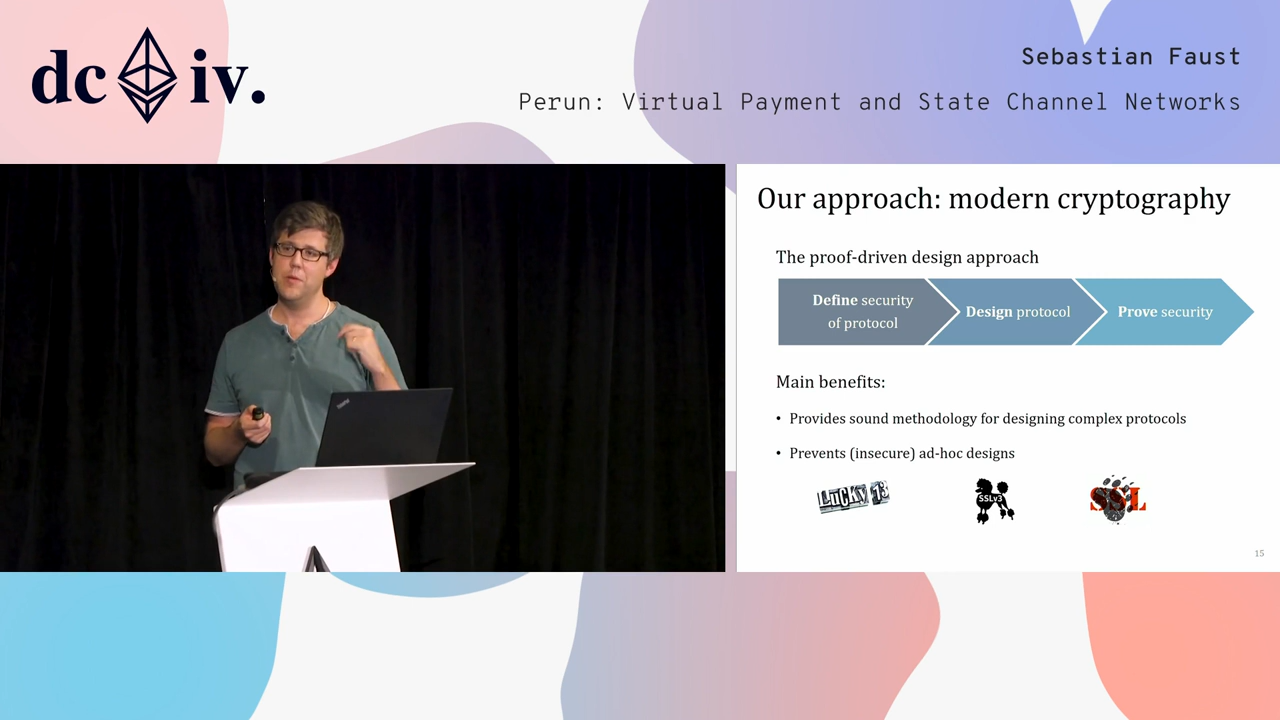 dc iv.
Sebastian Faust
Perun: Virtual Payment and State Channel Networks
Our approach: modern cryptography
The proof-driven design approach
Define security
of protocol
Design protocol
Prove security
Main benefits:
• Provides sound methodology for designing complex protocols
• Prevents (insecure) ad-hoc designs
LUCKY 13
SSLv3
SSL
15
ThinkPad